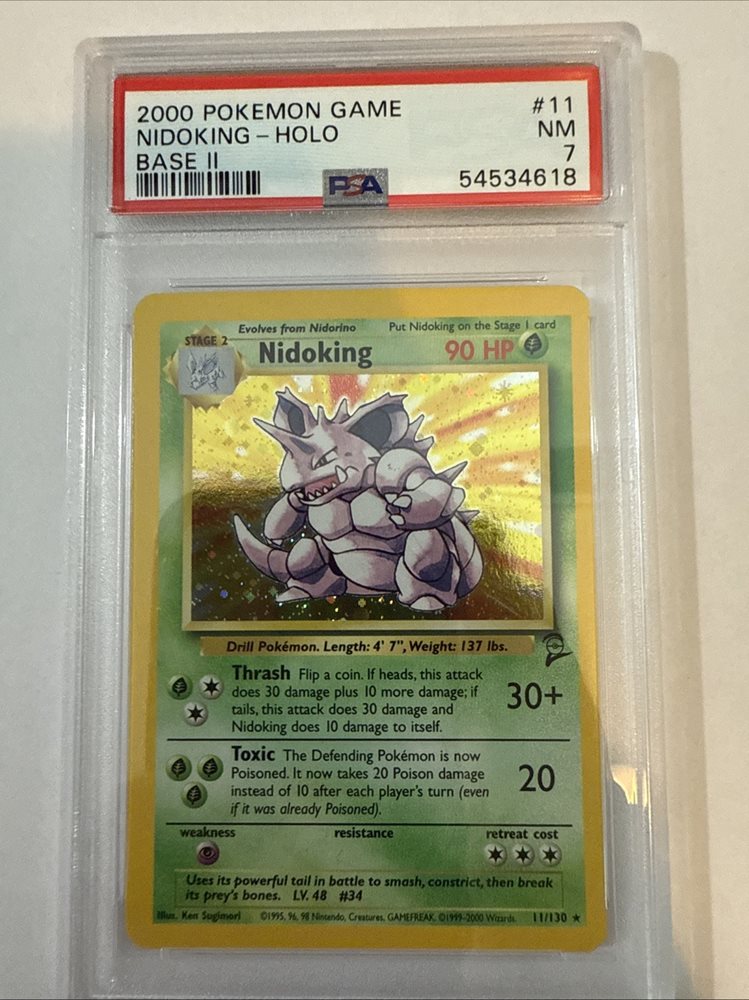 2000 POKEMON GAME #11
NIDOKING – HOLO NM
BASE II 7
PSA 54534618
Evolves from Nidorino Put Nidoking on the Stage 1 card
STAGE 2
Nidoking 90 HP
Drill Pokémon. Length: 4' 7", Weight: 137 lbs.
Thrash Flip a coin. If heads, this attack
does 30 damage plus 10 more damage; if
tails, this attack does 30 damage and
Nidoking does 10 damage to itself.
30+
Toxic The Defending Pokémon is now
Poisoned. It now takes 20 Poison damage
instead of 10 after each player's turn (even
if it was already Poisoned).
20
weakness resistance retreat cost
Uses its powerful tail in battle to smash, constrict, then break
its prey's bones. LV. 48 #34
Illus. Ken Sugimori ©1995, 96, 98 Nintendo, Creatures, GAMEFREAK. ©1999-2000 Wizards. 11/130 ★